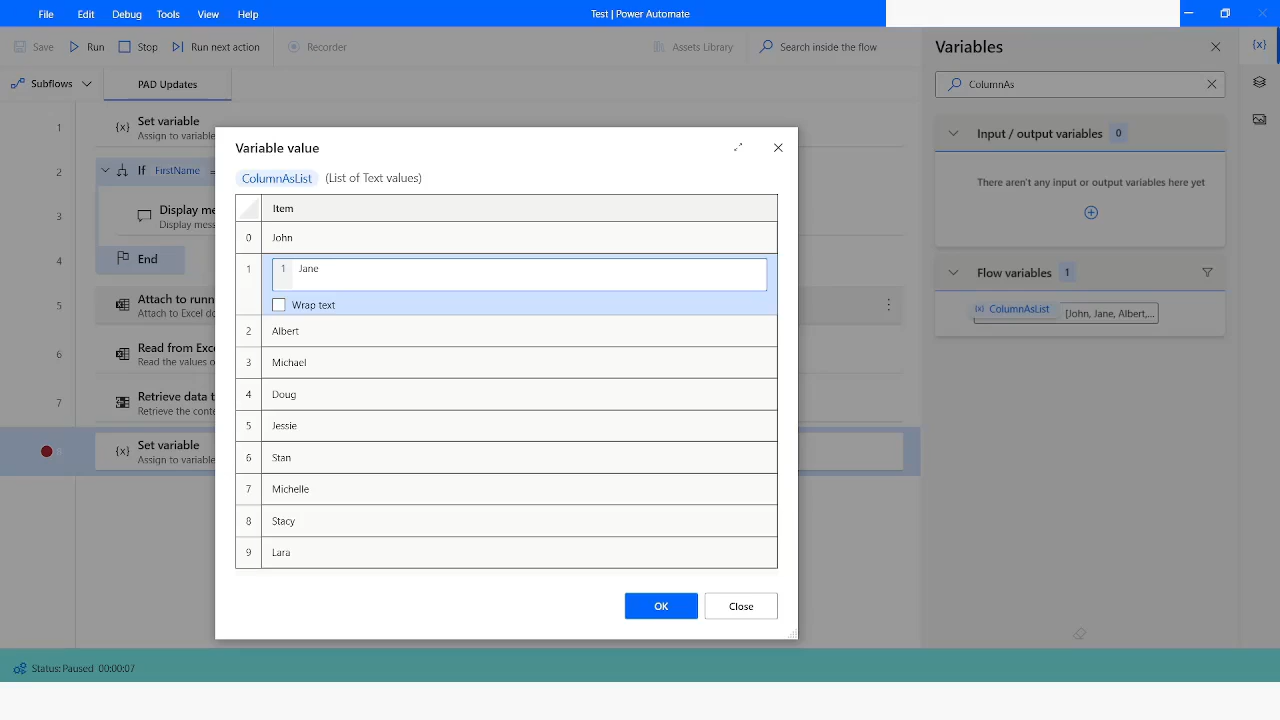 File Edit Debug Tools View Help Test | Power Automate
Save Run Stop Run next action Recorder Assets Library Search inside the flow
Subflows PAD Updates
1 Set variable
Assign to variable
2 If FirstName =
3 Display me
Display mess
4 End
5 Attach to runn
Attach to Excel do
6 Read from Exce
Read the values o
7 Retrieve data t
Retrieve the conte
8 Set variable
Assign to variable
Variable value
ColumnAsList (List of Text values)
Item
0 John
1 1 Jane
Wrap text
2 Albert
3 Michael
4 Doug
5 Jessie
6 Stan
7 Michelle
8 Stacy
9 Lara
OK Close
Variables {x}
ColumnAs
Input / output variables 0
There aren't any input or output variables here yet
Flow variables 1
ColumnAsList [John, Jane, Albert,...
Status: Paused 00:00:07